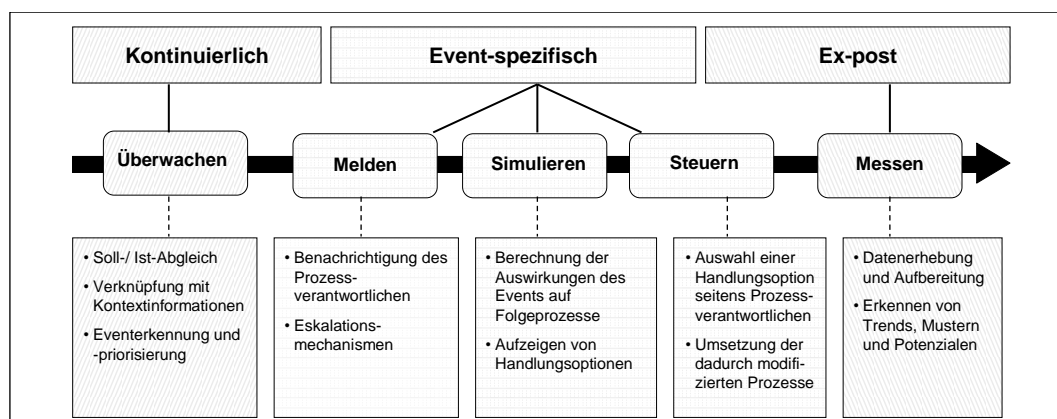 Kontinuierlich
Event-spezifisch
Ex-post
Überwachen
Melden
Simulieren
Steuern
Messen
• Soll-/ Ist-Abgleich
• Verknüpfung mit
Kontextinformationen
• Eventerkennung und
-priorisierung
• Benachrichtigung des
Prozess-
verantwortlichen
• Eskalations-
mechanismen
• Berechnung der
Auswirkungen des
Events auf
Folgeprozesse
• Aufzeigen von
Handlungsoptionen
• Auswahl einer
Handlungsoption
seitens Prozess-
verantwortlichen
• Umsetzung der
dadurch modifi-
zierten Prozesse
• Datenerhebung
und Aufbereitung
• Erkennen von
Trends, Mustern
und Potenzialen